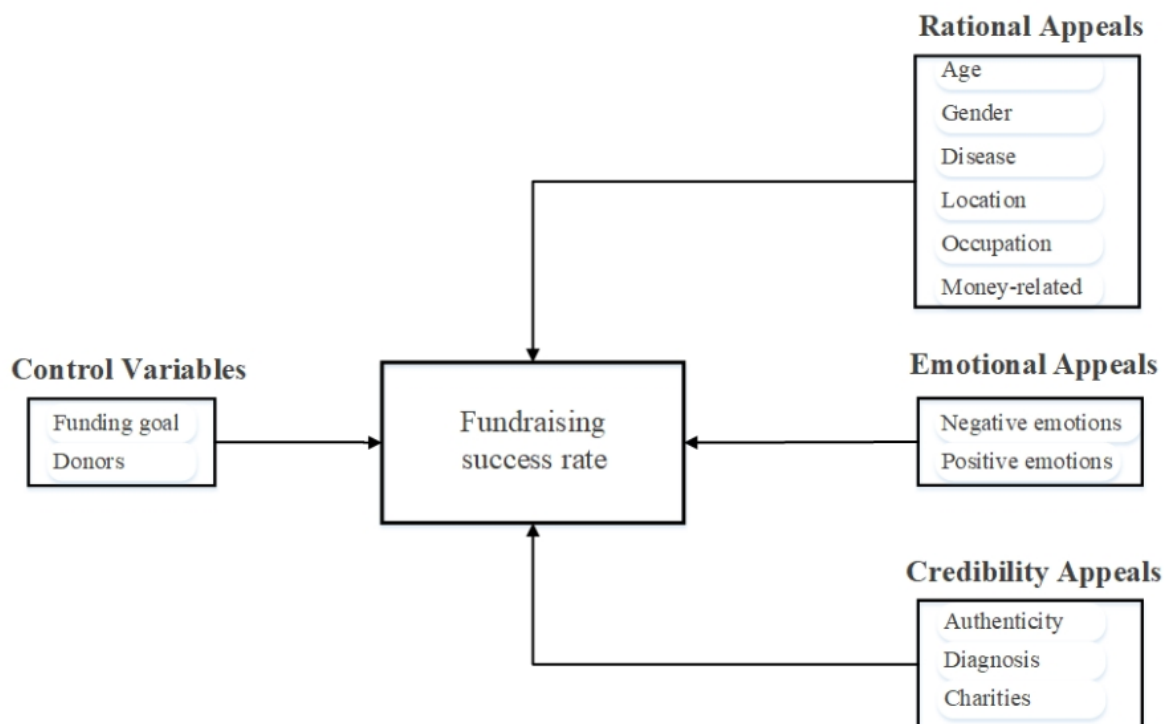 Rational Appeals
Age
Gender
Disease
Location
Occupation
Money-related
Control Variables
Funding goal
Donors
Fundraising
success rate
Emotional Appeals
Negative emotions
Positive emotions
Credibility Appeals
Authenticity
Diagnosis
Charities